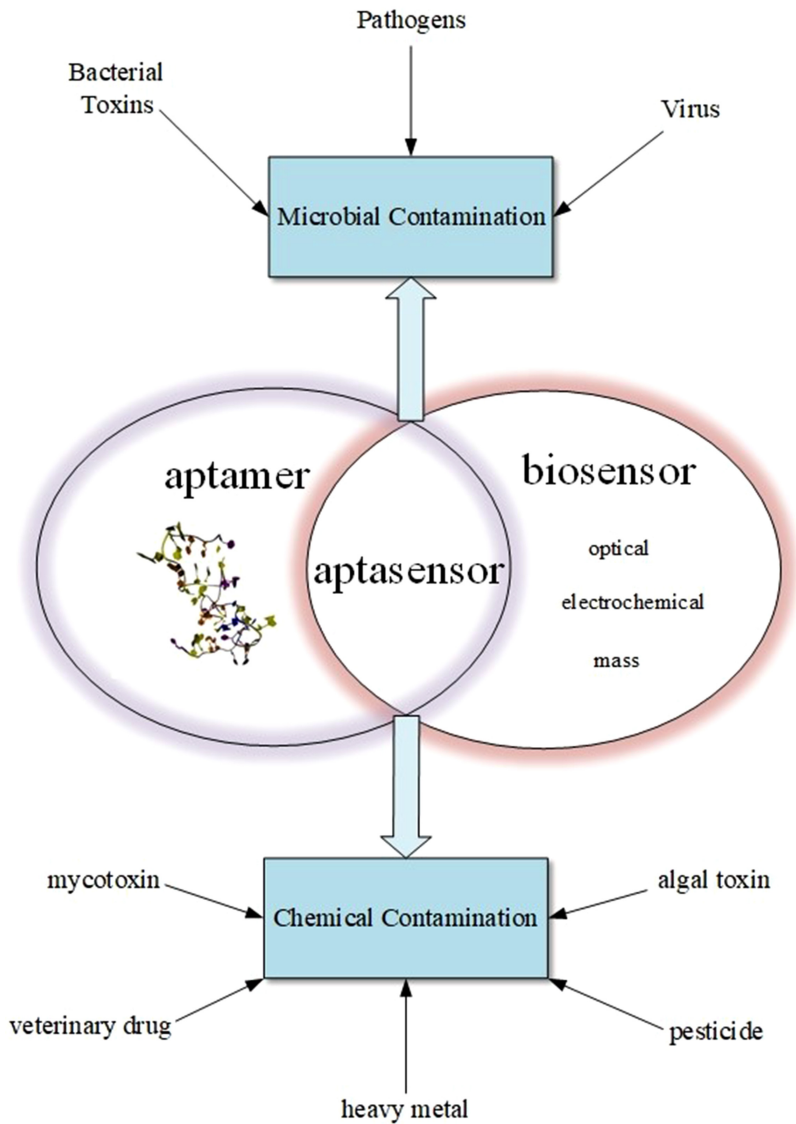 Pathogens
Bacterial
Toxins
Virus
Microbial Contamination
aptamer
biosensor
optical
aptasensor
electrochemical
mass
mycotoxin
algal toxin
Chemical Contamination
veterinary drug
pesticide
heavy metal